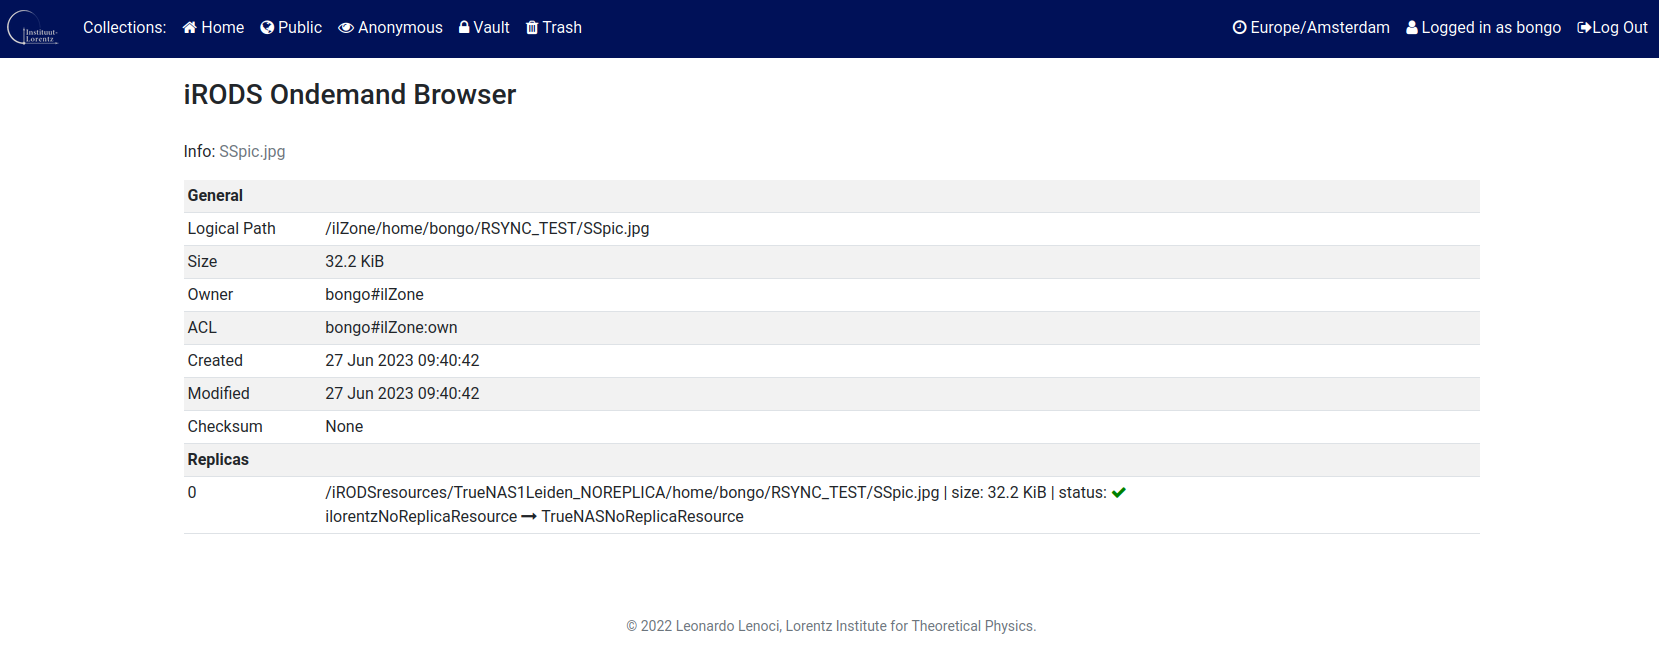 Instituut-
Lorentz
Collections: Home Public Anonymous Vault Trash Europe/Amsterdam Logged in as bongo Log Out
iRODS Ondemand Browser
Info: SSpic.jpg
General
Logical Path /ilZone/home/bongo/RSYNC_TEST/SSpic.jpg
Size 32.2 KiB
Owner bongo#ilZone
ACL bongo#ilZone:own
Created 27 Jun 2023 09:40:42
Modified 27 Jun 2023 09:40:42
Checksum None
Replicas
0 /iRODSresources/TrueNAS1Leiden_NOREPLICA/home/bongo/RSYNC_TEST/SSpic.jpg | size: 32.2 KiB | status: ✔
ilorentzNoReplicaResource → TrueNASNoReplicaResource
© 2022 Leonardo Lenoci, Lorentz Institute for Theoretical Physics.